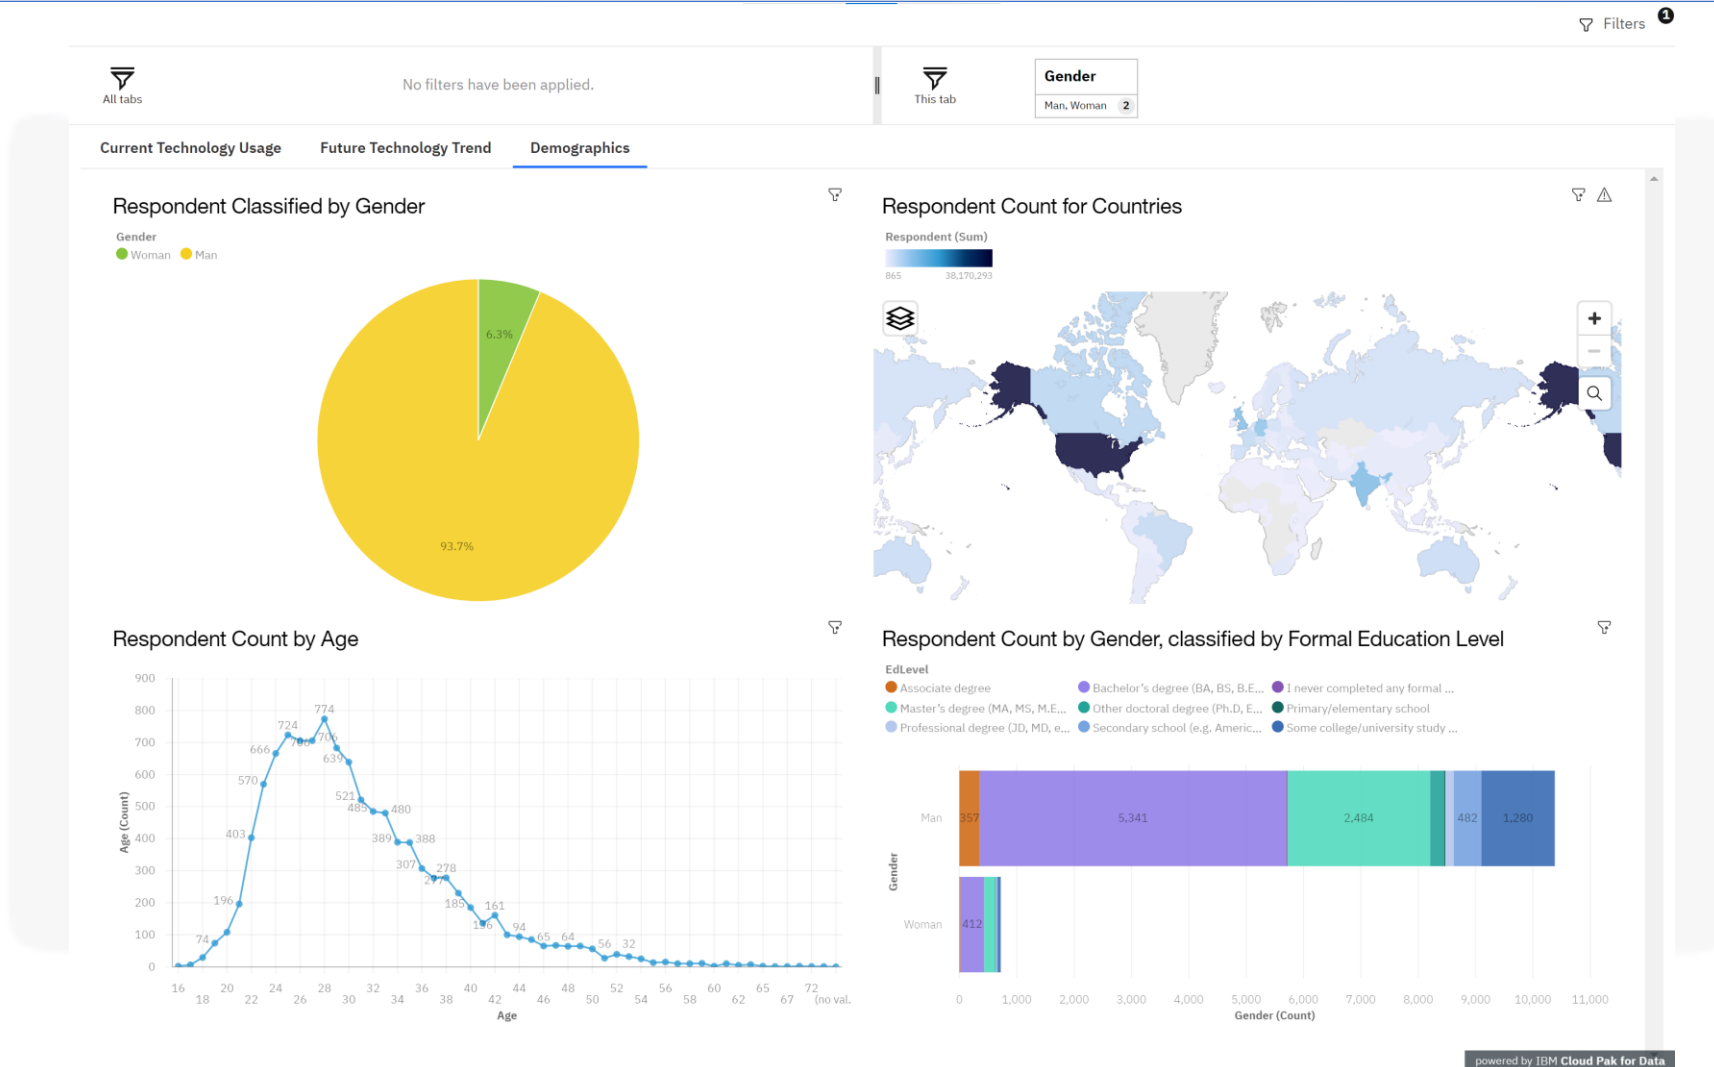 Filters 1
All tabs
No filters have been applied.
This tab
Gender
Man, Woman 2
Current Technology Usage
Future Technology Trend
Demographics
Respondent Classified by Gender
Gender
Woman Man
6.3%
93.7%
Respondent Count for Countries
Respondent (Sum)
865 38,170,293
Respondent Count by Age
900
800
700
600
500
400
300
200
100
0
Age (Count)
74
196
403
570
666
724
706
774
639
521
485
480
389
388
307
277
278
185
161
94
65
64
56
32
16 20 24 28 32 36 40 44 48 52 56 60 65 72
18 22 26 30 34 38 42 46 50 54 58 62 67 (no val.
Age
Respondent Count by Gender, classified by Formal Education Level
EdLevel
Associate degree
Bachelor's degree (BA, BS, B.E...
I never completed any formal ...
Master's degree (MA, MS, M.E...
Other doctoral degree (Ph.D, E...
Primary/elementary school
Professional degree (JD, MD, e...
Secondary school (e.g. Americ...
Some college/university study ...
Gender
Man
357 5,341 2,484 482 1,280
Woman
412
0 1,000 2,000 3,000 4,000 5,000 6,000 7,000 8,000 9,000 10,000 11,000
Gender (Count)
powered by IBM Cloud Pak for Data